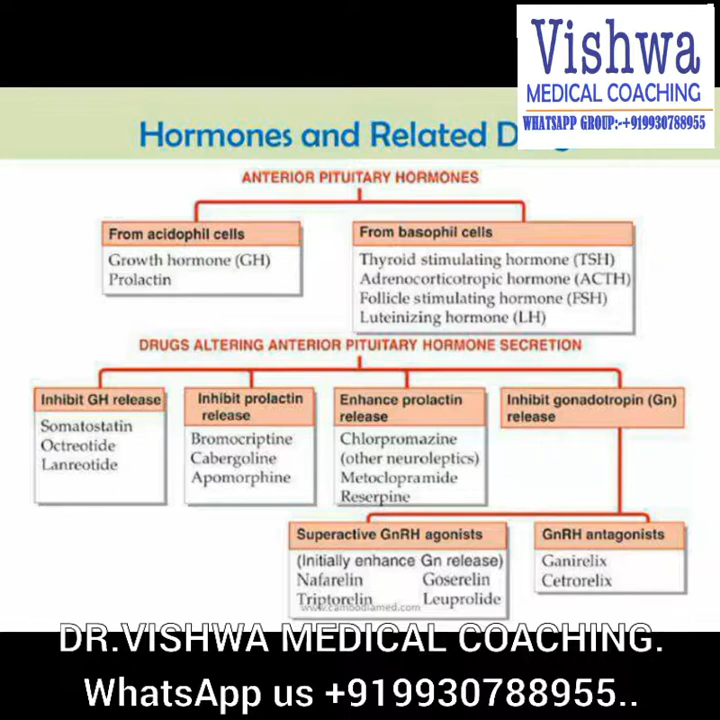 Vishwa
MEDICAL COACHING
WHATSAPP GROUP:-+919930788955
Hormones and Related
ANTERIOR PITUITARY HORMONES
From acidophil cells
Growth hormone (GH)
Prolactin
From basophil cells
Thyroid stimulating hormone (TSH)
Adrenocorticotropic hormone (ACTH)
Follicle stimulating hormone (FSH)
Luteinizing hormone (LH)
DRUGS ALTERING ANTERIOR PITUITARY HORMONE SECRETION
Inhibit GH release
Somatostatin
Octreotide
Lanreotide
Inhibit prolactin
release
Bromocriptine
Cabergoline
Apomorphine
Enhance prolactin
release
Chlorpromazine
(other neuroleptics)
Metoclopramide
Reserpine
Inhibit gonadotropin (Gn)
release
Superactive GnRH agonists
(Initially enhance Gn release)
Nafarelin Goserelin
Triptorelin Leuprolide
www.cambodiamed.com
GnRH antagonists
Ganirelix
Cetrorelix
DR.VISHWA MEDICAL COACHING.
WhatsApp us +919930788955..